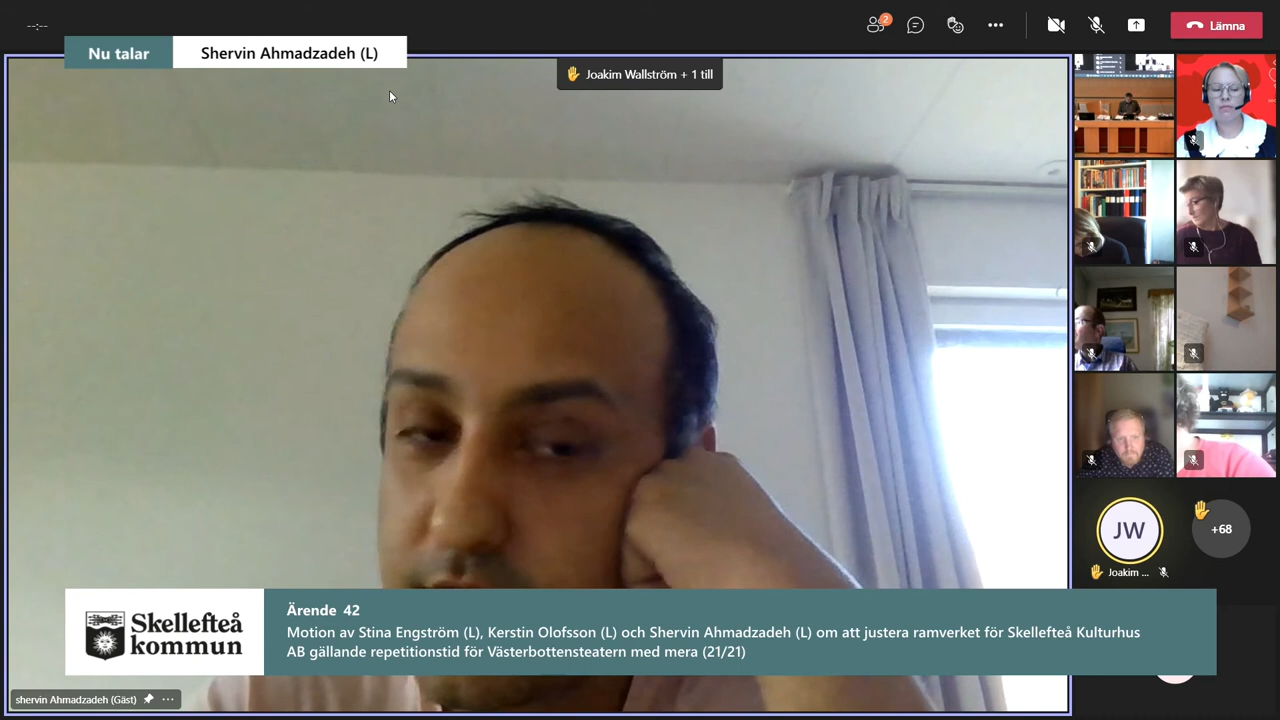 --:--
2
Lämna
Nu talar
Shervin Ahmadzadeh (L)
Joakim Wallström + 1 till
JW
+68
Joakim ...
Skellefteå
kommun
Ärende 42
Motion av Stina Engström (L), Kerstin Olofsson (L) och Shervin Ahmadzadeh (L) om att justera ramverket för Skellefteå Kulturhus
AB gällande repetitionstid för Västerbottensteatern med mera (21/21)
shervin Ahmadzadeh (Gäst)